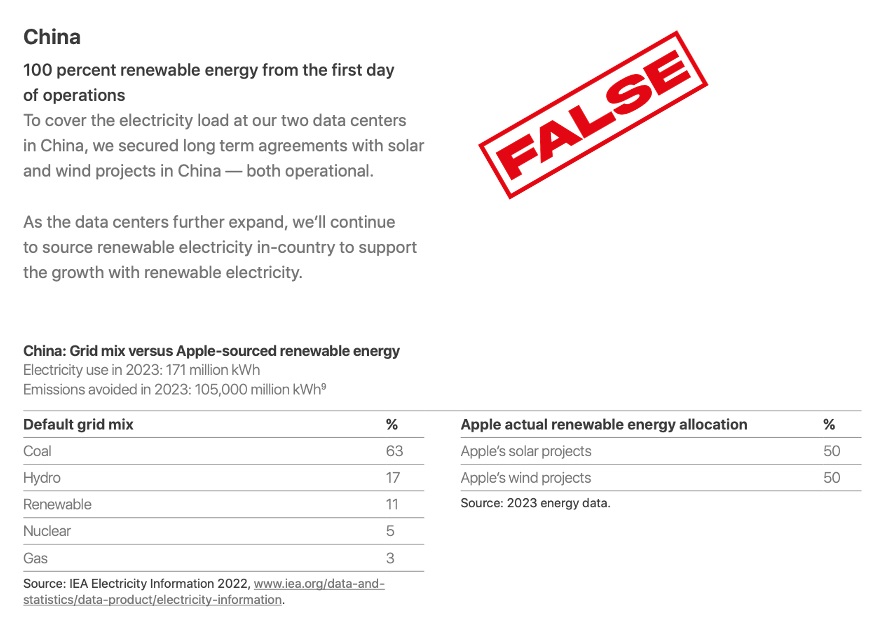 China
100 percent renewable energy from the first day
of operations
To cover the electricity load at our two data centers
in China, we secured long term agreements with solar
and wind projects in China — both operational.
As the data centers further expand, we’ll continue
to source renewable electricity in-country to support
the growth with renewable electricity.
FALSE
China: Grid mix versus Apple-sourced renewable energy
Electricity use in 2023: 171 million kWh
Emissions avoided in 2023: 105,000 million kWh⁹
Default grid mix %
Coal 63
Hydro 17
Renewable 11
Nuclear 5
Gas 3
Source: IEA Electricity Information 2022, www.iea.org/data-and-
statistics/data-product/electricity-information.
Apple actual renewable energy allocation %
Apple’s solar projects 50
Apple’s wind projects 50
Source: 2023 energy data.